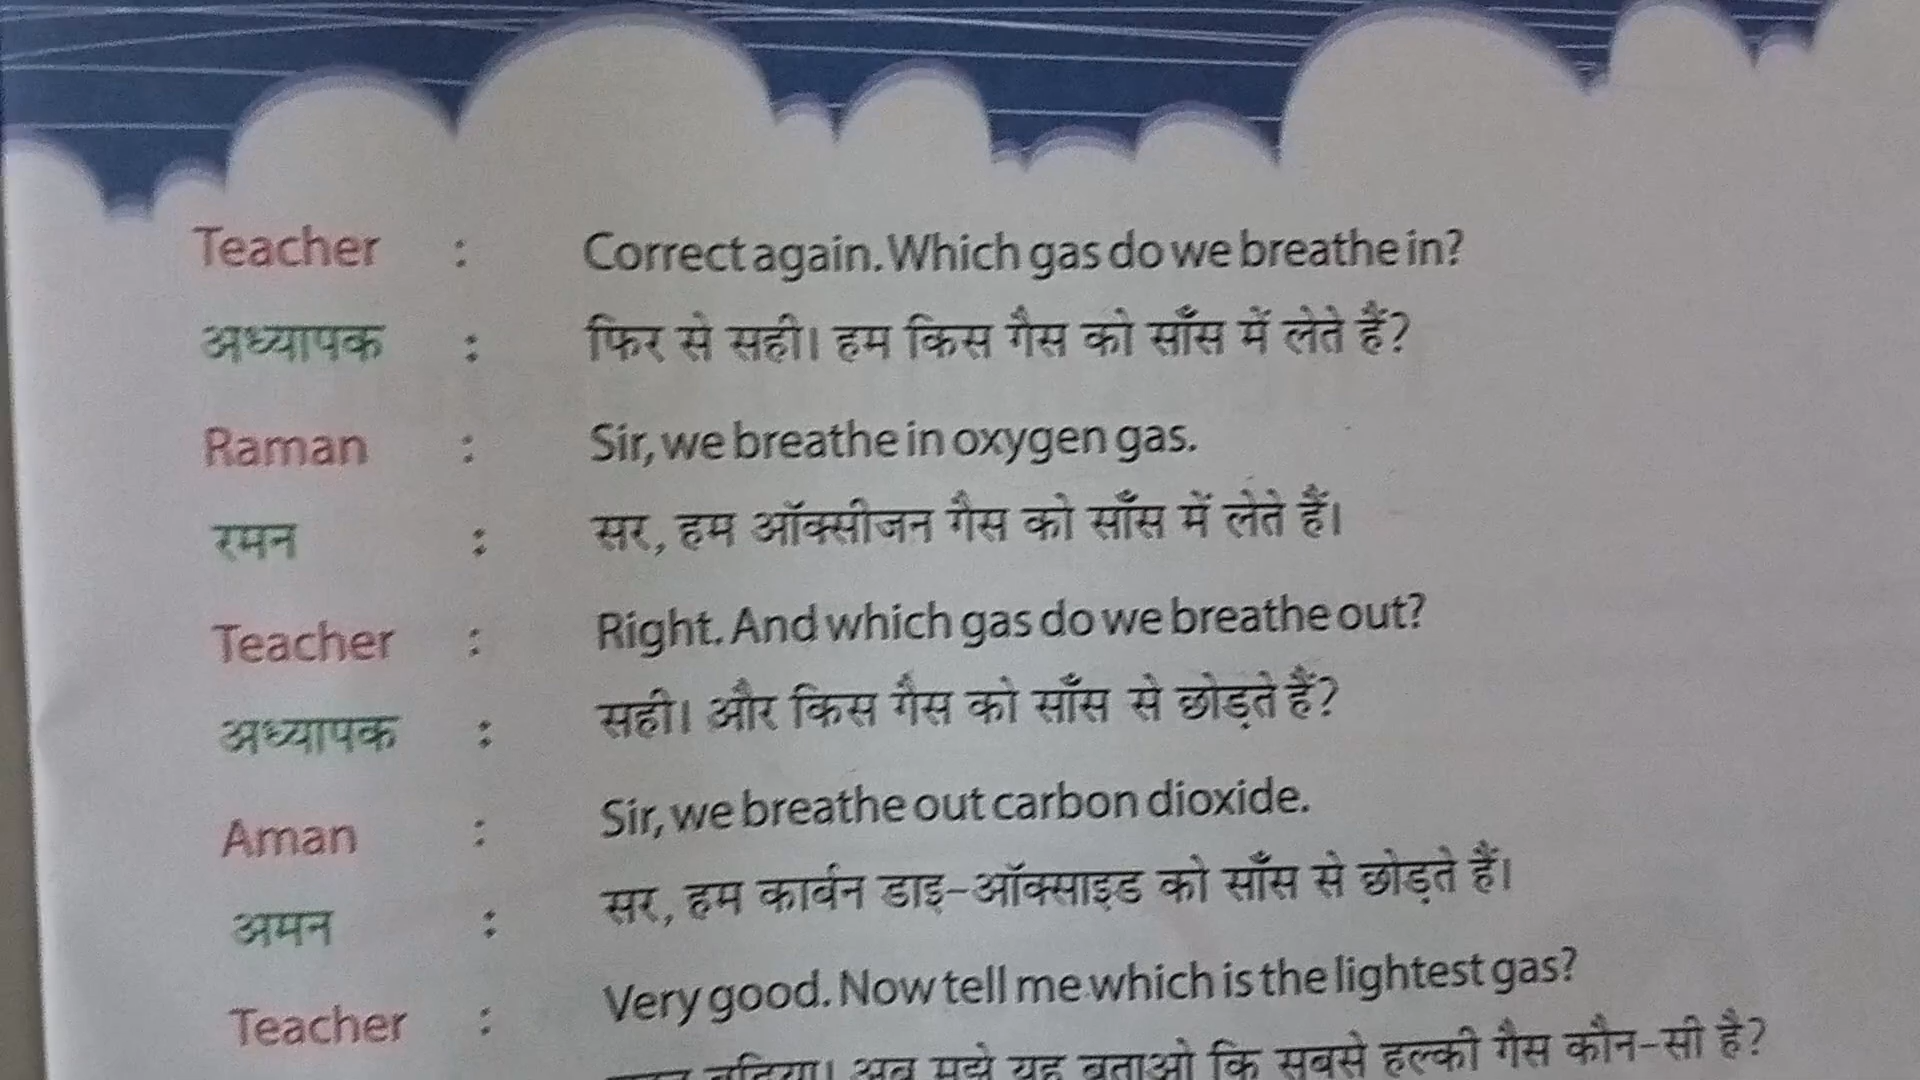 Teacher : Correct again. Which gas do we breathe in?
अध्यापक : फिर से सही। हम किस गैस को साँस में लेते हैं?
Raman : Sir, we breathe in oxygen gas.
रमन : सर, हम ऑक्सीजन गैस को साँस में लेते हैं।
Teacher : Right. And which gas do we breathe out?
अध्यापक : सही। और किस गैस को साँस से छोड़ते हैं?
Aman : Sir, we breathe out carbon dioxide.
अमन : सर, हम कार्वन डाइ-ऑक्साइड को साँस से छोड़ते हैं।
Teacher : Very good. Now tell me which is the lightest gas?
अब मुझे यह बताओ कि सबसे हल्की गैस कौन-सी है?